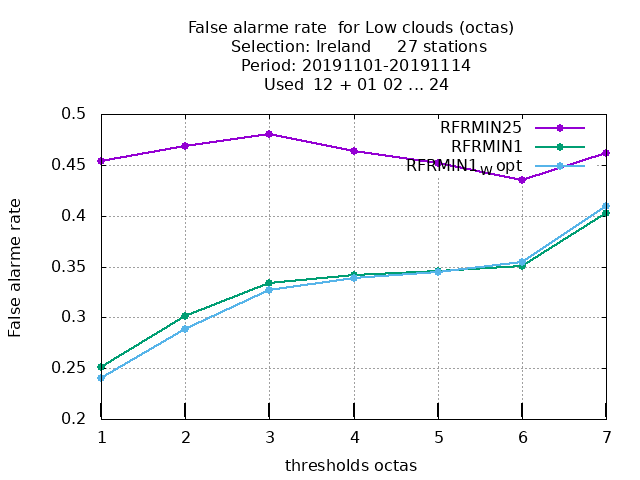 False alarme rate  for Low clouds (octas)
Selection: Ireland     27 stations
Period: 20191101-20191114
Used  12 + 01 02 ... 24
RFRMIN25
RFRMIN1
RFRMIN1wopt
False alarme rate
0.5
0.45
0.4
0.35
0.3
0.25
0.2
1 2 3 4 5 6 7
thresholds octas